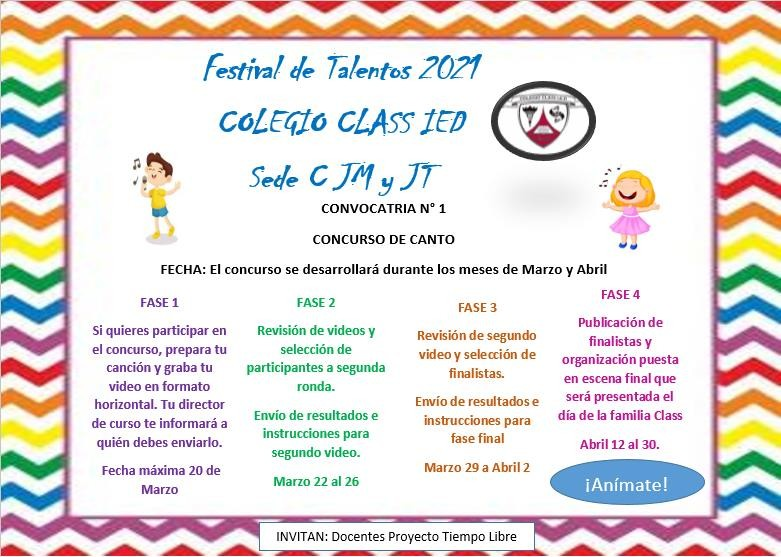 Festival de Talentos 2021
COLEGIO CLASS IED
Sede C JM y JT
CONVOCATRIA N° 1
CONCURSO DE CANTO
FECHA: El concurso se desarrollará durante los meses de Marzo y Abril
FASE 1
Si quieres participar en
el concurso, prepara tu
canción y graba tu
video en formato
horizontal. Tu director
de curso te informará a
quién debes enviarlo.
Fecha máxima 20 de
Marzo
FASE 2
Revisión de videos y
selección de
participantes a segunda
ronda.
Envío de resultados e
instrucciones para
segundo video.
Marzo 22 al 26
FASE 3
Revisión de segundo
video y selección de
finalistas.
Envío de resultados e
instrucciones para
fase final
Marzo 29 a Abril 2
FASE 4
Publicación de
finalistas y
organización puesta
en escena final que
será presentada el
día de la familia Class
Abril 12 al 30.
¡Anímate!
INVITAN: Docentes Proyecto Tiempo Libre